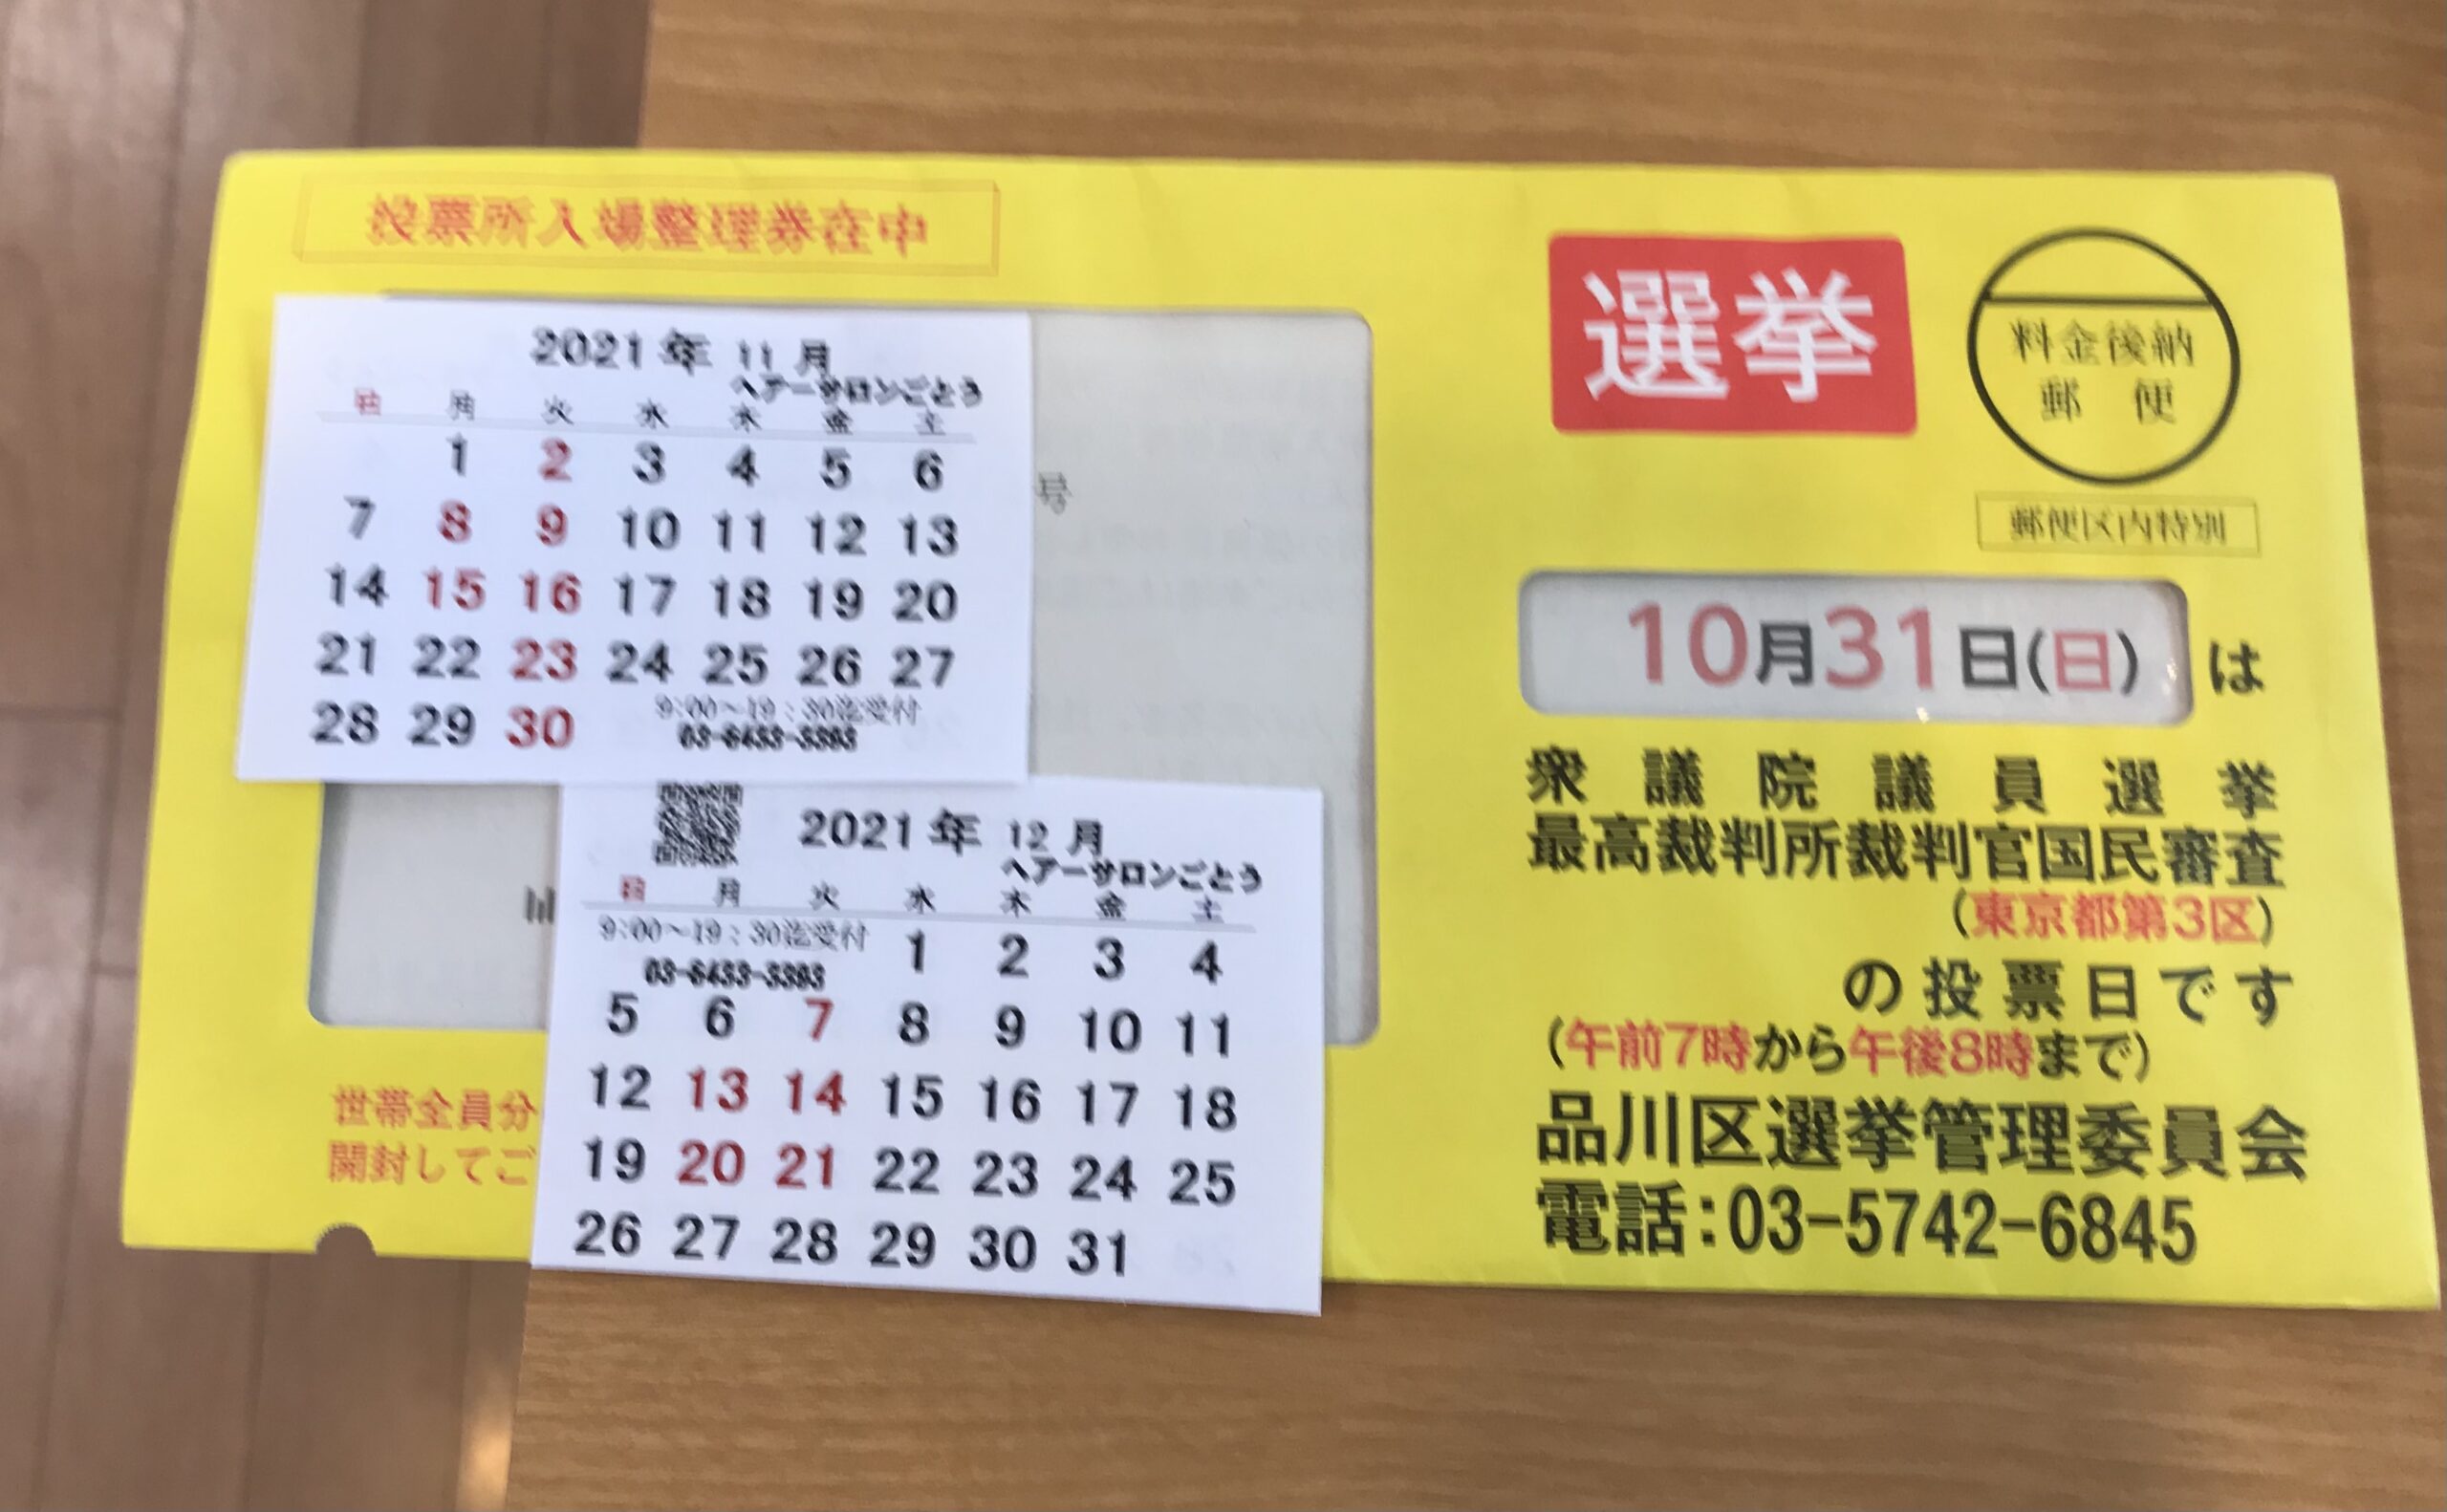 投票所入場整理券在中
2021年 11月
ヘアーサロンごとう
日 月 火 水 木 金 土
1 2 3 4 5 6
7 8 9 10 11 12 13
14 15 16 17 18 19 20
21 22 23 24 25 26 27
28 29 30
9:00~19:30迄受付
03-6433-3393
号
2021年 12月
ヘアーサロンごとう
日 月 火 水 木 金 土
9:00~19:30迄受付
03-6433-3393
1 2 3 4
5 6 7 8 9 10 11
12 13 14 15 16 17 18
19 20 21 22 23 24 25
26 27 28 29 30 31
世帯全員分
開封してご
選挙
料金後納
郵便
郵便区内特別
10月31日(日)は
衆議院議員選挙
最高裁判所裁判官国民審査
(東京都第3区)
の投票日です
(午前7時から午後8時まで)
品川区選挙管理委員会
電話:03-5742-6845